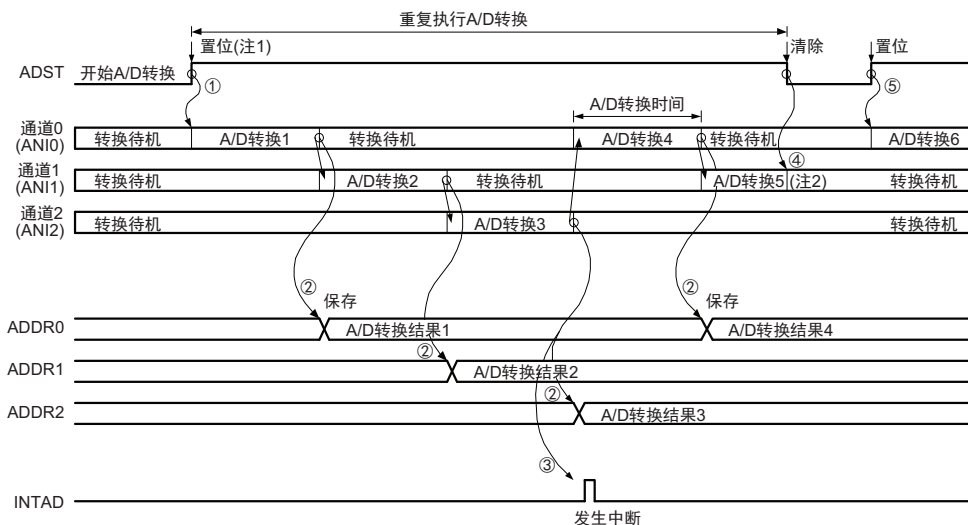 重复执行A/D转换
置位(注1)
清除
置位
ADST
开始A/D转换
①
⑤
A/D转换时间
通道0
(ANI0)
转换待机
A/D转换1
转换待机
A/D转换4
转换待机
A/D转换6
④
通道1
(ANI1)
转换待机
A/D转换2
转换待机
A/D转换5(注2)
转换待机
通道2
(ANI2)
转换待机
A/D转换3
转换待机
②
保存
②
保存
ADDR0
A/D转换结果1
A/D转换结果4
②
ADDR1
A/D转换结果2
②
ADDR2
A/D转换结果3
③
INTAD
发生中断